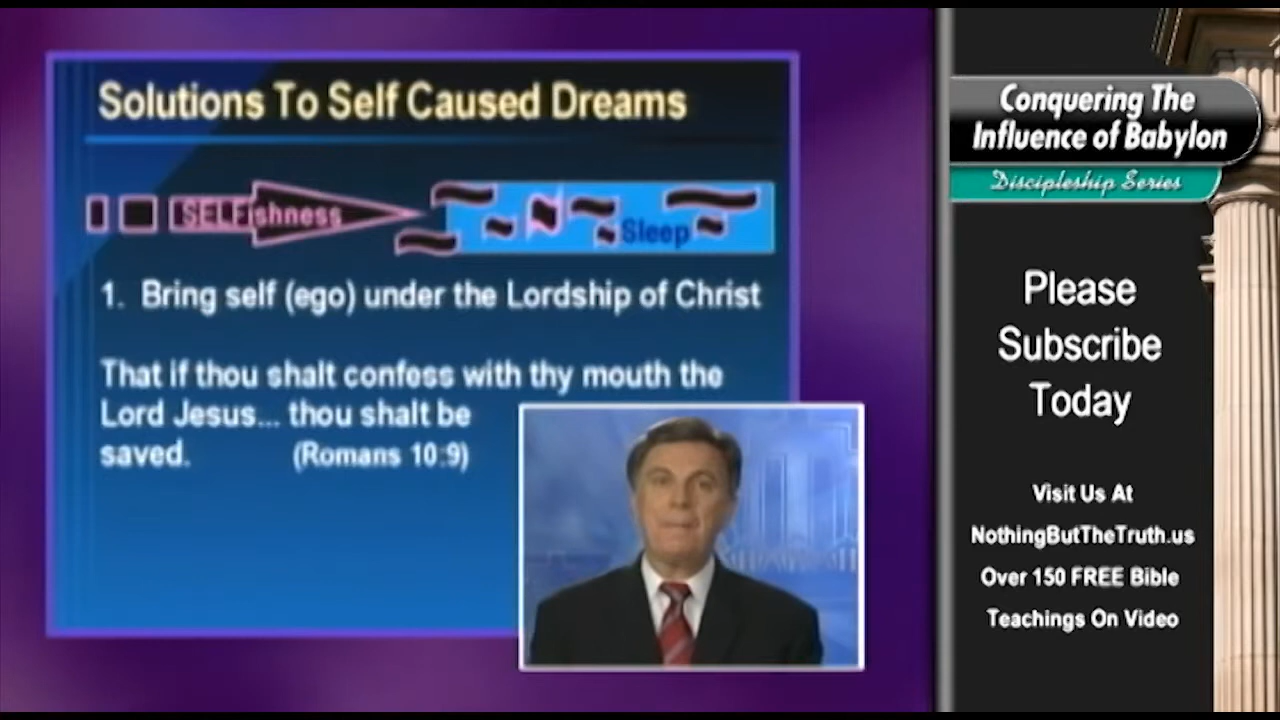 Solutions To Self Caused Dreams
SELFishness
Sleep
1. Bring self (ego) under the Lordship of Christ
That if thou shalt confess with thy mouth the
Lord Jesus... thou shalt be
saved. (Romans 10:9)
Conquering The
Influence of Babylon
Discipleship Series
Please
Subscribe
Today
Visit Us At
NothingButTheTruth.us
Over 150 FREE Bible
Teachings On Video